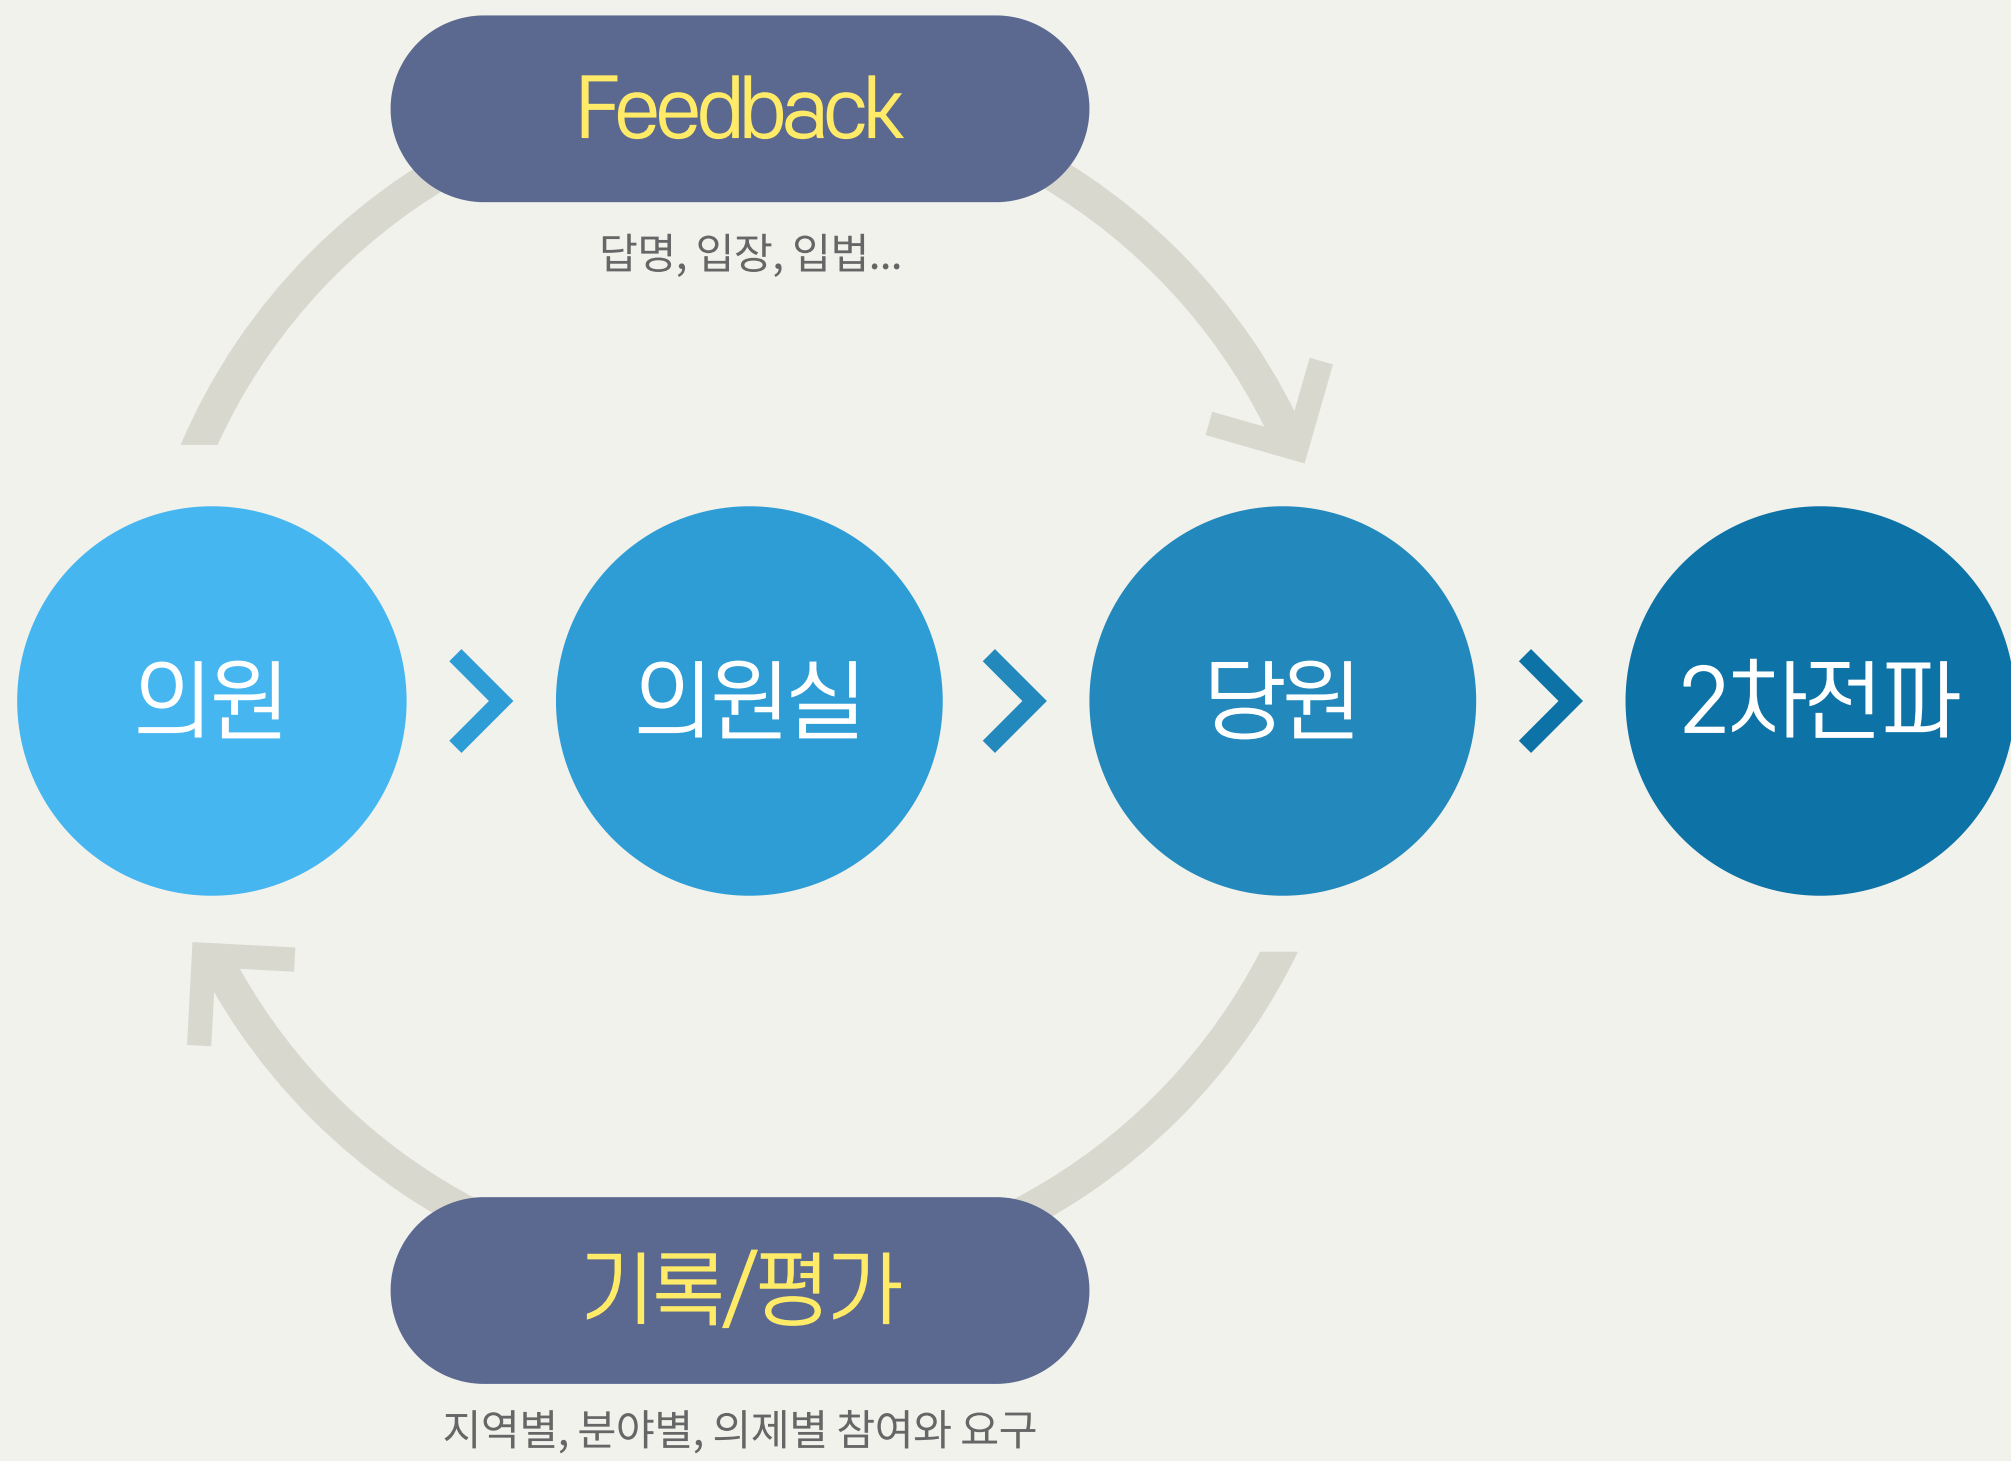 Feedback
답명, 입장, 입법...
의원
의원실
당원
2차전파
기록/평가
지역별, 분야별, 의제별 참여와 요구